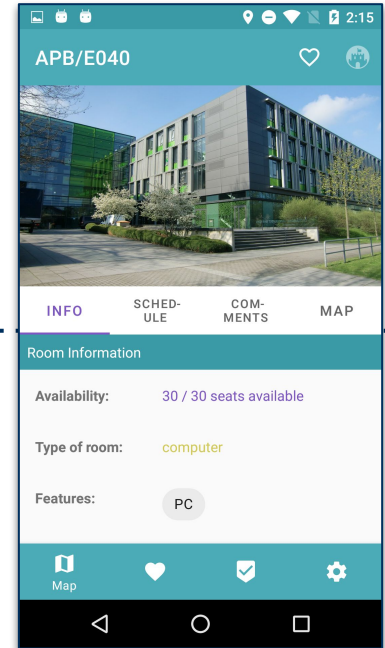 2:15
APB/E040
INFO
SCHED-
ULE
COM-
MENTS
MAP
Room Information
Availability: 30 / 30 seats available
Type of room: computer
Features: PC
Map